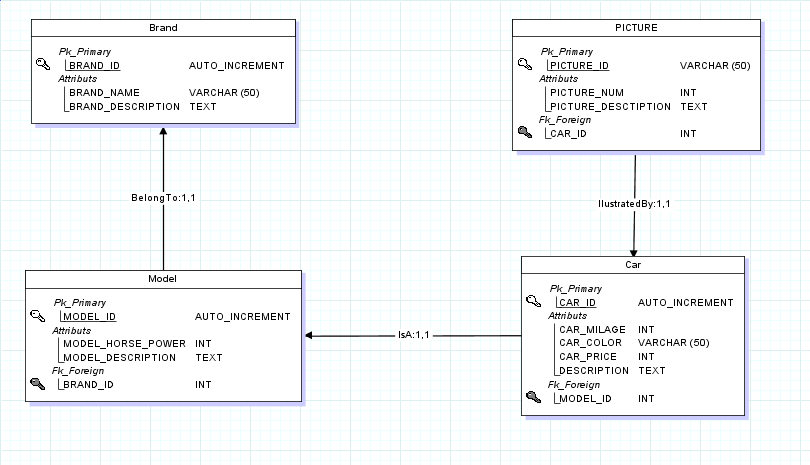 Brand
Pk_Primary
BRAND_ID AUTO_INCREMENT
Attributs
BRAND_NAME VARCHAR (50)
BRAND_DESCRIPTION TEXT
PICTURE
Pk_Primary
PICTURE_ID VARCHAR (50)
Attributs
PICTURE_NUM INT
PICTURE_DESCTIPTION TEXT
Fk_Foreign
CAR_ID INT
BelongTo:1,1
IlustratedBy:1,1
Model
Pk_Primary
MODEL_ID AUTO_INCREMENT
Attributs
MODEL_HORSE_POWER INT
MODEL_DESCRIPTION TEXT
Fk_Foreign
BRAND_ID INT
IsA:1,1
Car
Pk_Primary
CAR_ID AUTO_INCREMENT
Attributs
CAR_MILAGE INT
CAR_COLOR VARCHAR (50)
CAR_PRICE INT
DESCRIPTION TEXT
Fk_Foreign
MODEL_ID INT